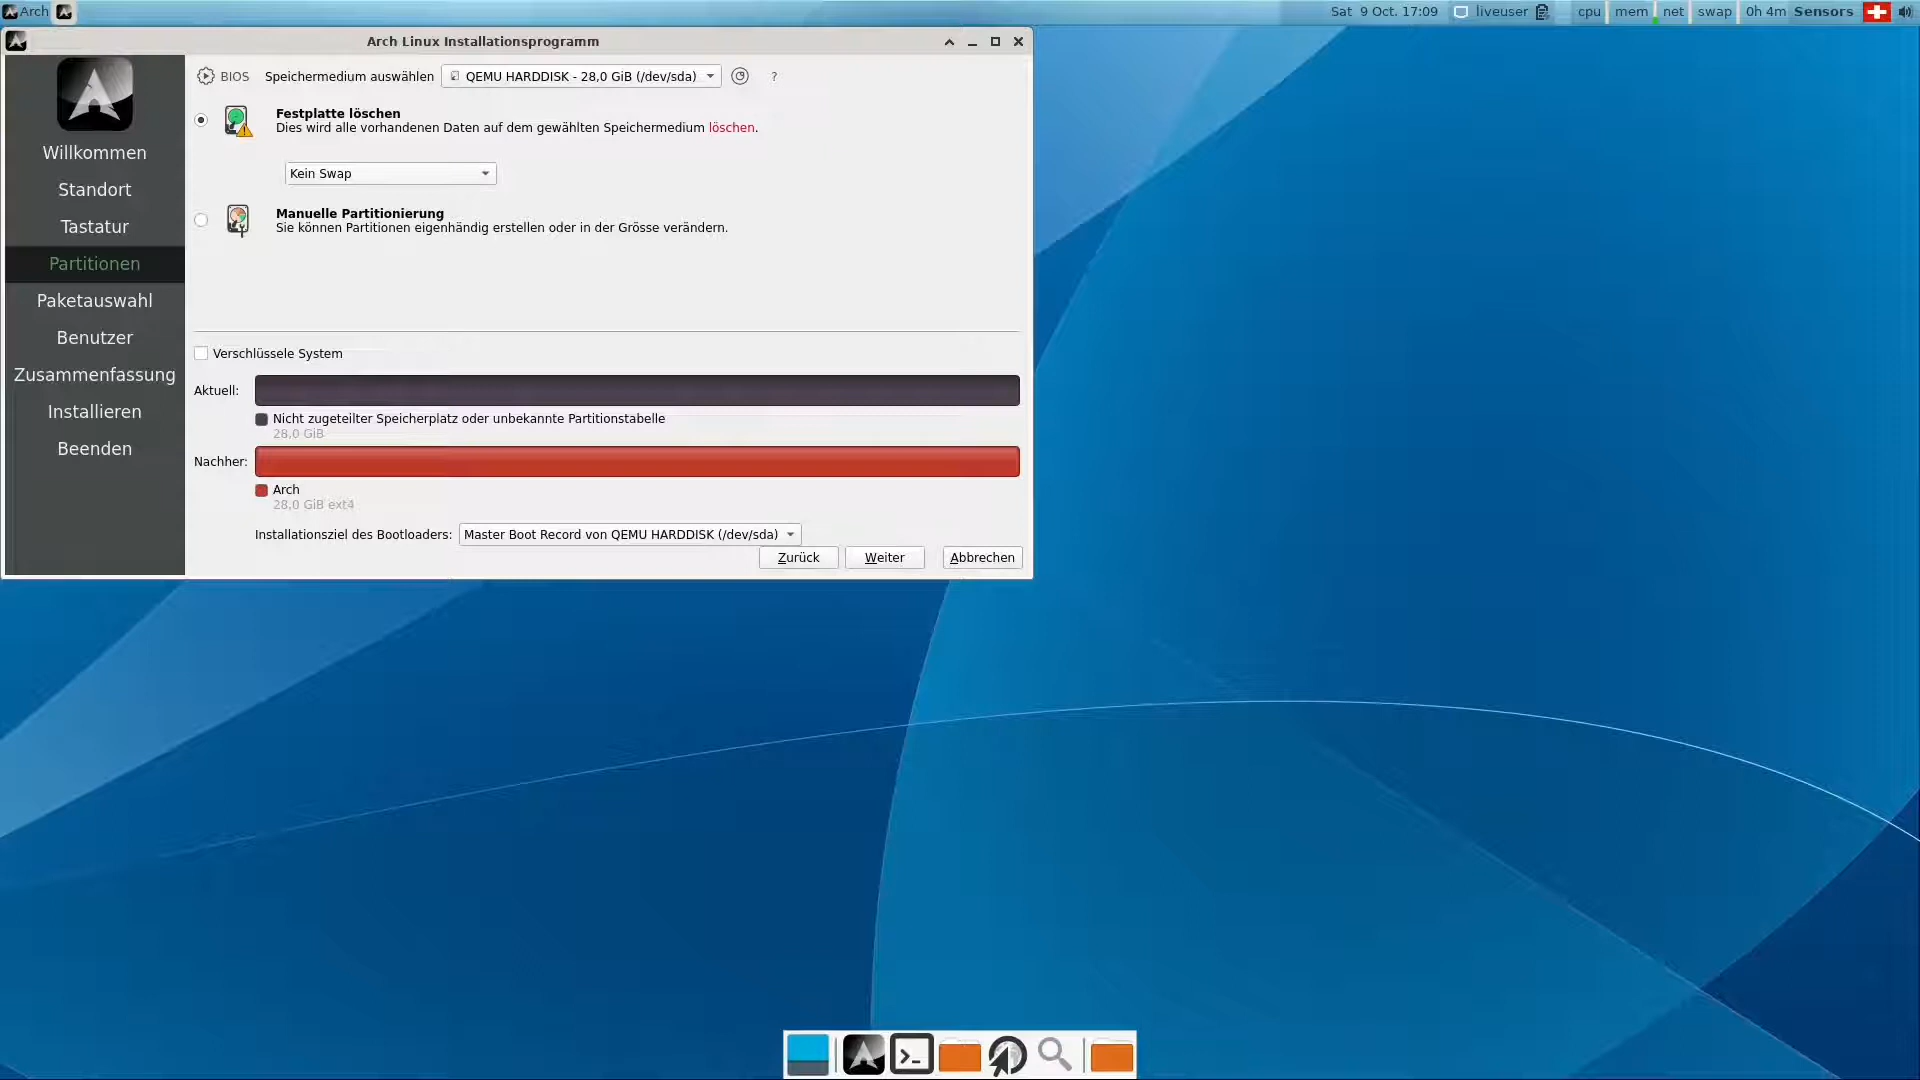 Arch
Sat 9 Oct. 17:09
liveuser
cpu
mem
net
swap
0h 4m
Sensors
Arch Linux Installationsprogramm
Willkommen
Standort
Tastatur
Partitionen
Paketauswahl
Benutzer
Zusammenfassung
Installieren
Beenden
BIOS
Speichermedium auswählen
QEMU HARDDISK - 28,0 GiB (/dev/sda)
?
Festplatte löschen
Dies wird alle vorhandenen Daten auf dem gewählten Speichermedium löschen.
Kein Swap
Manuelle Partitionierung
Sie können Partitionen eigenhändig erstellen oder in der Grösse verändern.
Verschlüssele System
Aktuell:
Nicht zugeteilter Speicherplatz oder unbekannte Partitionstabelle
28,0 GiB
Nachher:
Arch
28,0 GiB ext4
Installationsziel des Bootloaders:
Master Boot Record von QEMU HARDDISK (/dev/sda)
Zurück
Weiter
Abbrechen